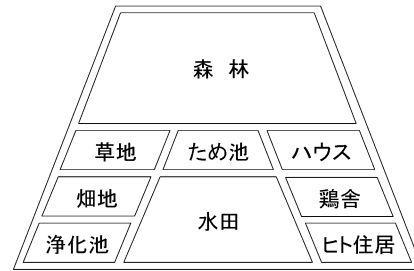 森 林
草地 ため池 ハウス
畑地 水田 鶏舎
浄化池 ヒト住居